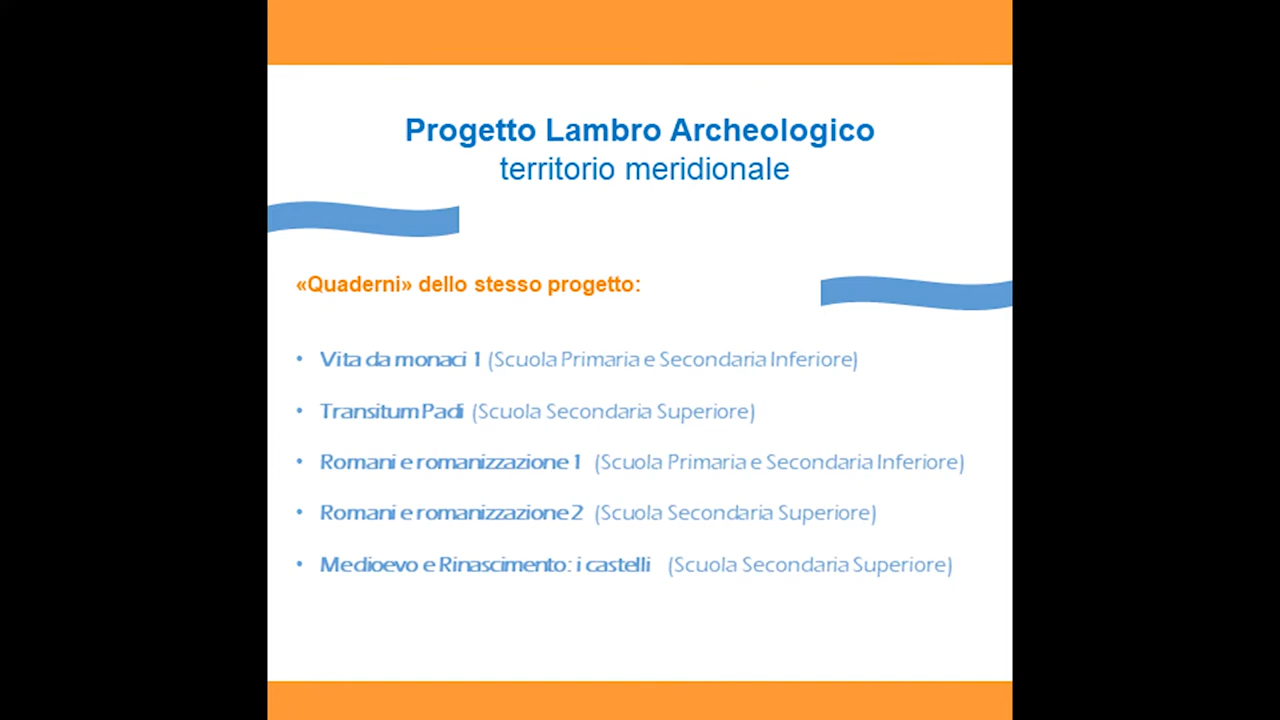 Progetto Lambro Archeologico
territorio meridionale
«Quaderni» dello stesso progetto:
• Vita da monaci 1 (Scuola Primaria e Secondaria Inferiore)
• Transitum Padi (Scuola Secondaria Superiore)
• Romani e romanizzazione 1 (Scuola Primaria e Secondaria Inferiore)
• Romani e romanizzazione 2 (Scuola Secondaria Superiore)
• Medioevo e Rinascimento: i castelli (Scuola Secondaria Superiore)